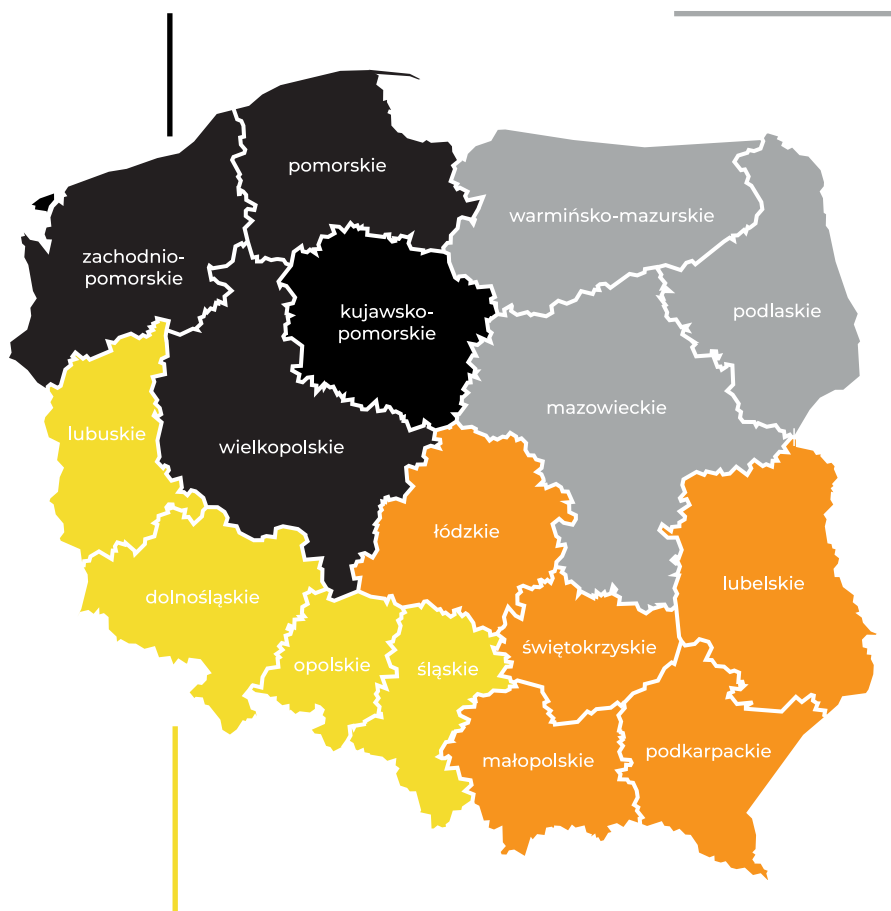 pomorskie
warmińsko-mazurskie
zachodnio-
pomorskie
kujawsko-
pomorskie
podlaskie
mazowieckie
lubuskie
wielkopolskie
łódzkie
lubelskie
dolnośląskie
świętokrzyskie
opolskie
śląskie
podkarpackie
małopolskie